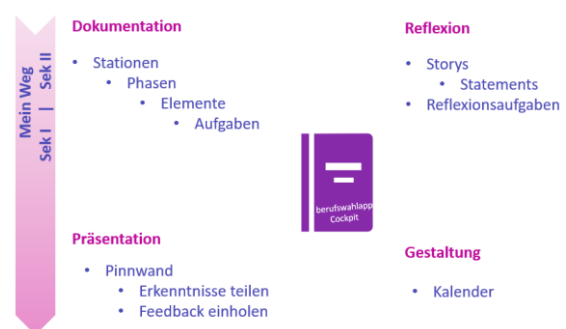 Mein Weg
Sek I | Sek II
Dokumentation
Stationen
Phasen
Elemente
Aufgaben
Reflexion
Storys
Statements
Reflexionsaufgaben
berufswahlapp
Cockpit
Präsentation
Pinnwand
Erkenntnisse teilen
Feedback einholen
Gestaltung
Kalender